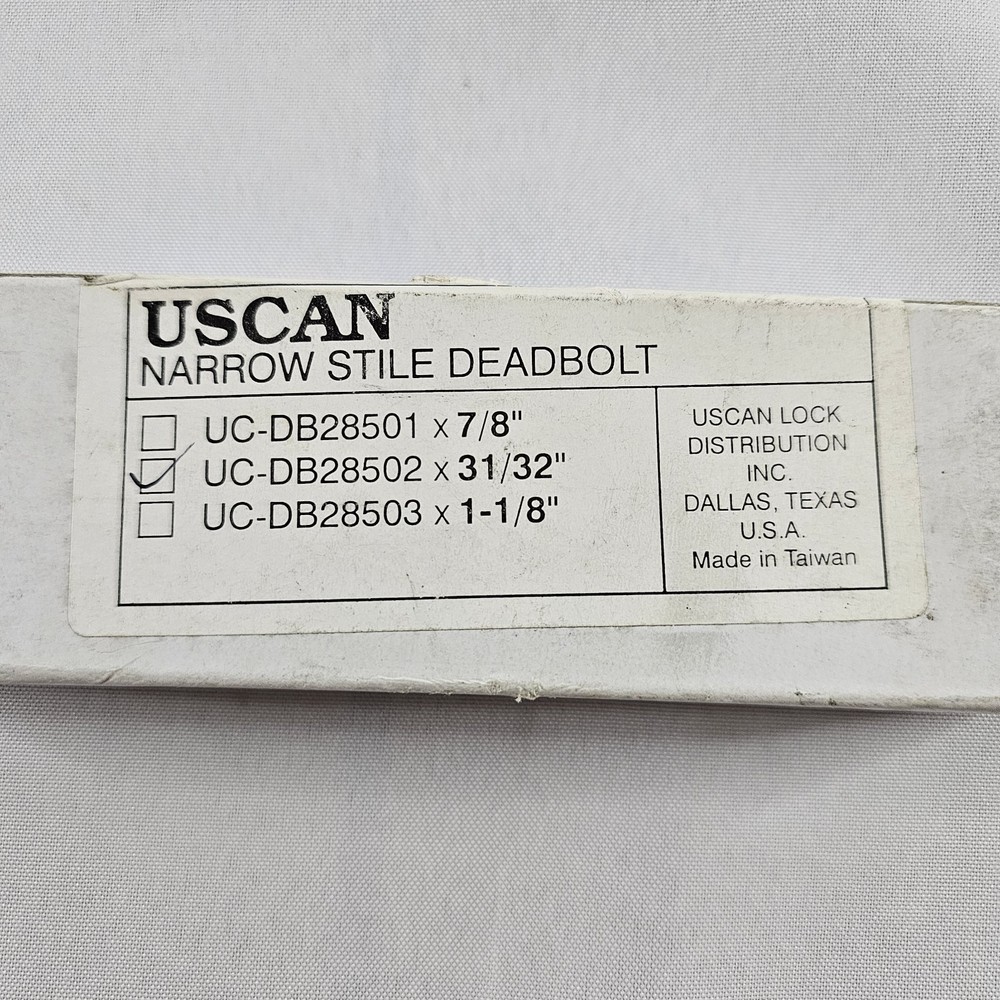 USCAN
NARROW STILE DEADBOLT
UC-DB28501 x 7/8"
UC-DB28502 x 31/32"
UC-DB28503 x 1-1/8"
USCAN LOCK
DISTRIBUTION
INC.
DALLAS, TEXAS
U.S.A.
Made in Taiwan